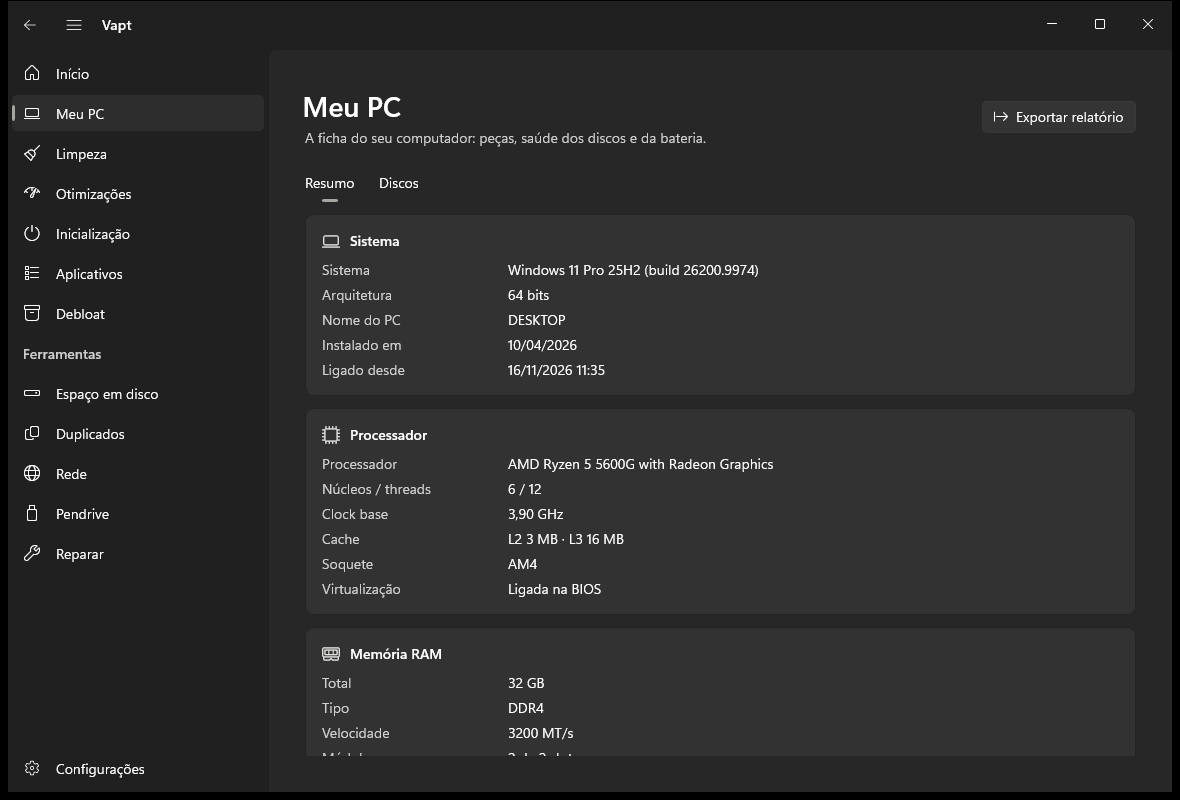 Vapt
Início
Meu PC
Limpeza
Otimizações
Inicialização
Aplicativos
Debloat
Ferramentas
Espaço em disco
Duplicados
Rede
Pendrive
Reparar
Configurações
Meu PC
A ficha do seu computador: peças, saúde dos discos e da bateria.
Exportar relatório
Resumo Discos
Sistema
Sistema Windows 11 Pro 25H2 (build 26200.9974)
Arquitetura 64 bits
Nome do PC DESKTOP
Instalado em 10/04/2026
Ligado desde 16/11/2026 11:35
Processador
Processador AMD Ryzen 5 5600G with Radeon Graphics
Núcleos / threads 6 / 12
Clock base 3,90 GHz
Cache L2 3 MB · L3 16 MB
Soquete AM4
Virtualização Ligada na BIOS
Memória RAM
Total 32 GB
Tipo DDR4
Velocidade 3200 MT/s